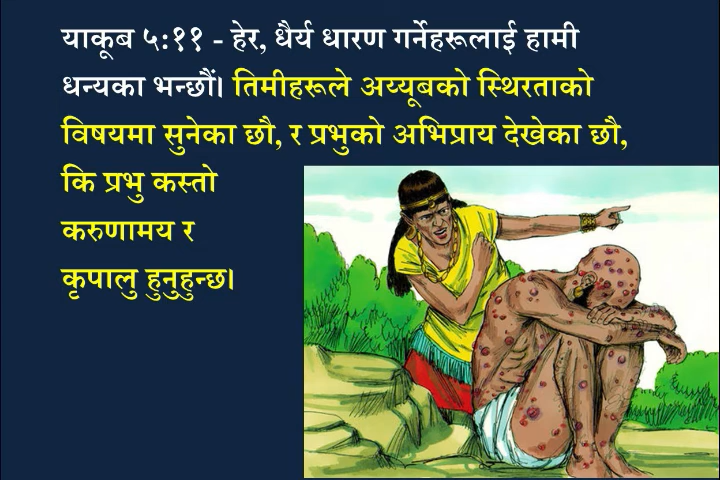 याकूब ५:११ - हेर, धैर्य धारण गर्नेहरूलाई हामी
धन्यका भन्छौं। तिमीहरूले अय्यूबको स्थिरताको
विषयमा सुनेका छौ, र प्रभुको अभिप्राय देखेका छौ,
कि प्रभु कस्तो
करुणामय र
कृपालु हुनुहुन्छ।